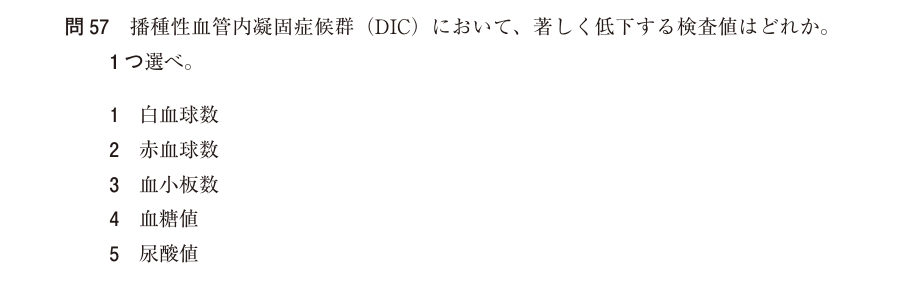 問57 播種性血管内凝固症候群（DIC）において、著しく低下する検査値はどれか。
1つ選べ。
1 白血球数
2 赤血球数
3 血小板数
4 血糖値
5 尿酸値